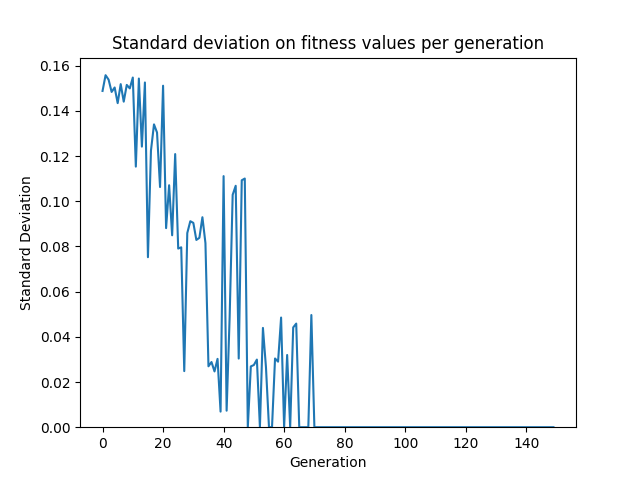 Standard deviation on fitness values per generation
0.16
0.14
0.12
0.10
0.08
0.06
0.04
0.02
0.00
Standard Deviation
0 20 40 60 80 100 120 140
Generation